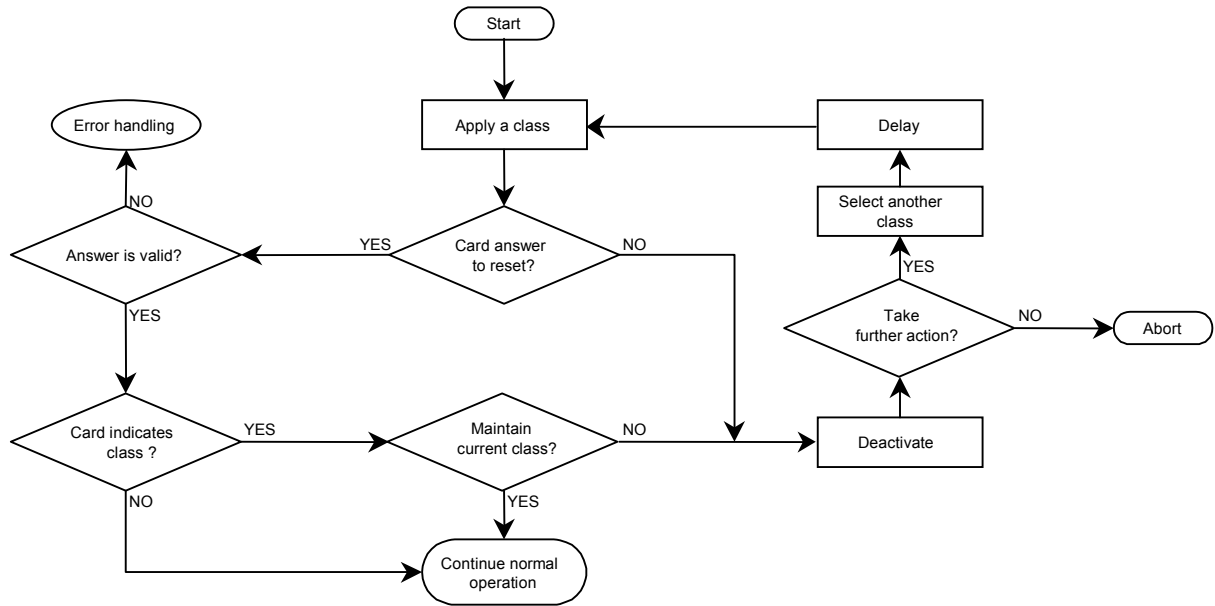 Start
Error handling
Apply a class
Delay
NO
Select another
class
YES
Answer is valid?
YES
Card answer
to reset?
NO
YES
Take
further action?
NO
Abort
YES
Card indicates
class ?
YES
Maintain
current class?
NO
Deactivate
NO
YES
Continue normal
operation